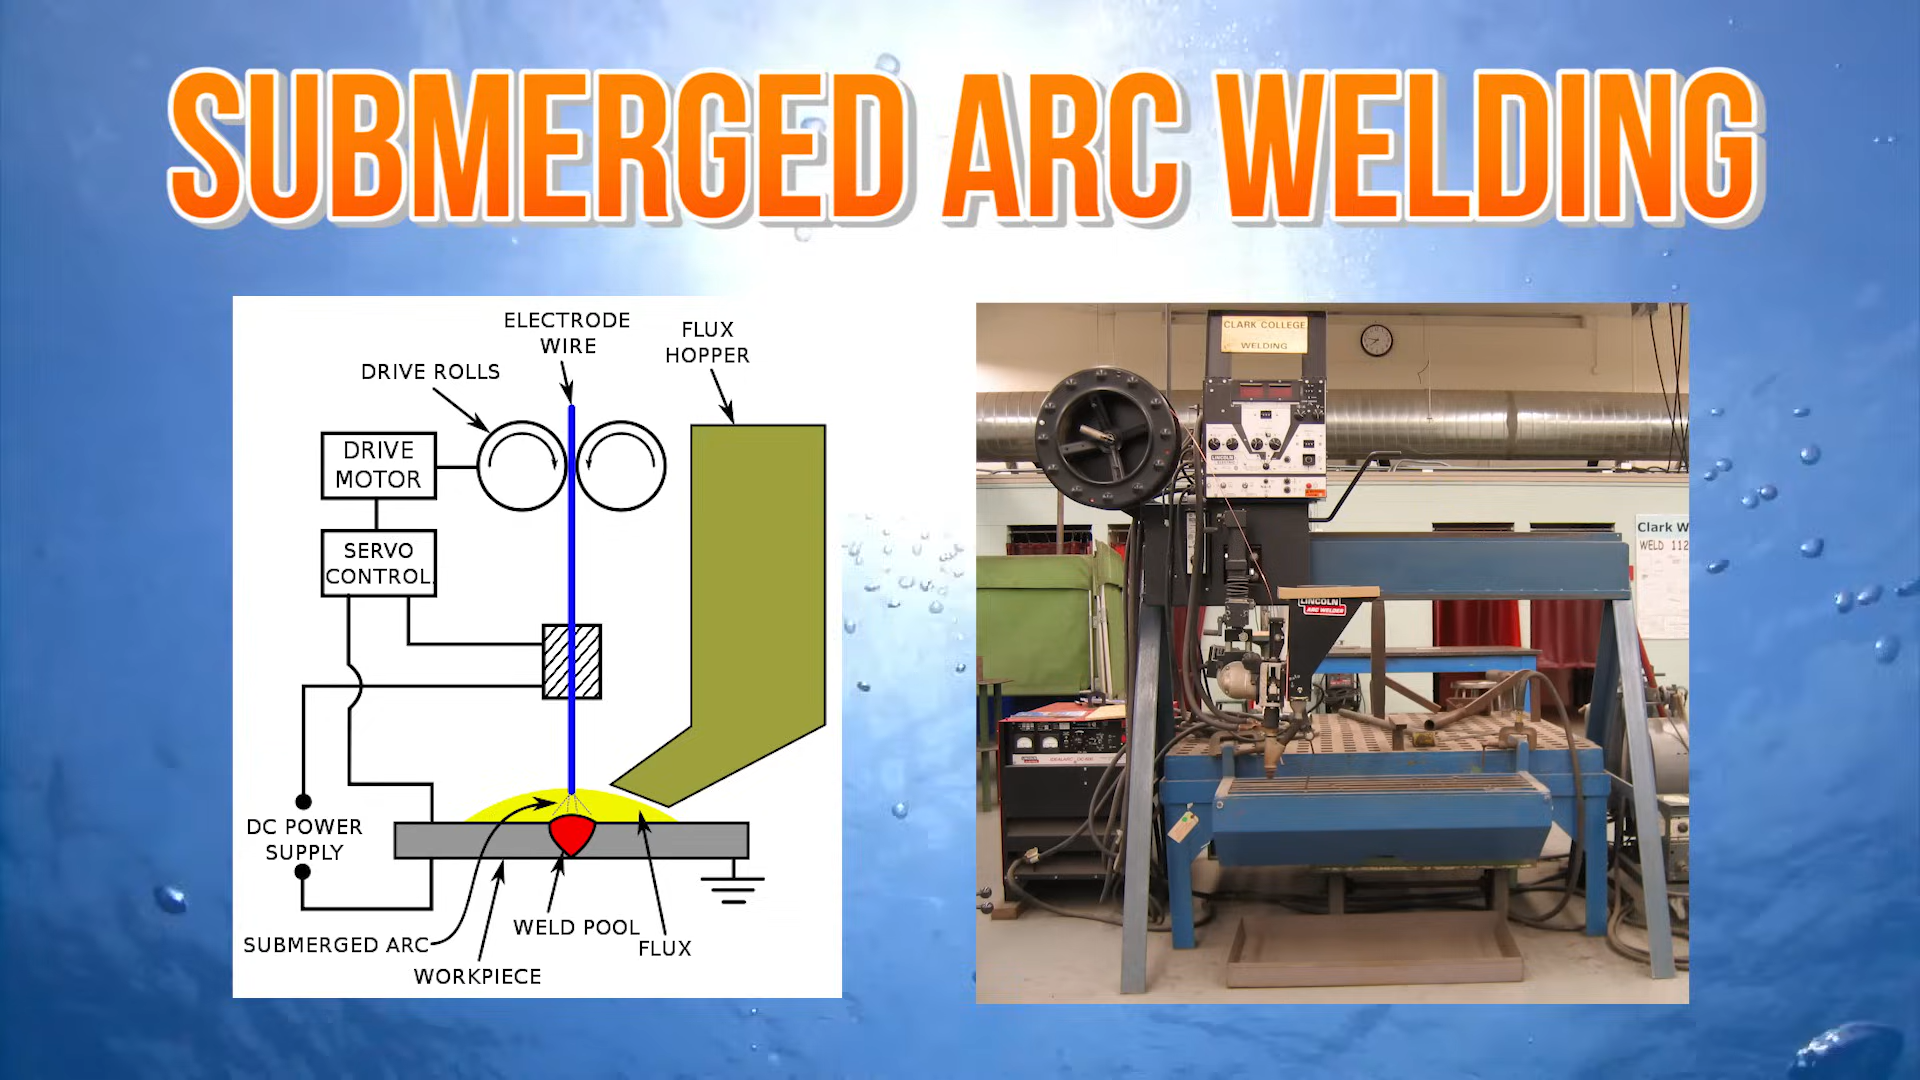 SUBMERGED ARC WELDING
ELECTRODE
WIRE
FLUX
HOPPER
DRIVE ROLLS
DRIVE
MOTOR
SERVO
CONTROL
DC POWER
SUPPLY
SUBMERGED ARC
WELD POOL
FLUX
WORKPIECE
CLARK COLLEGE
WELDING
LINCOLN
LINCOLN
ARC WELDER
Clark W
WELD 112